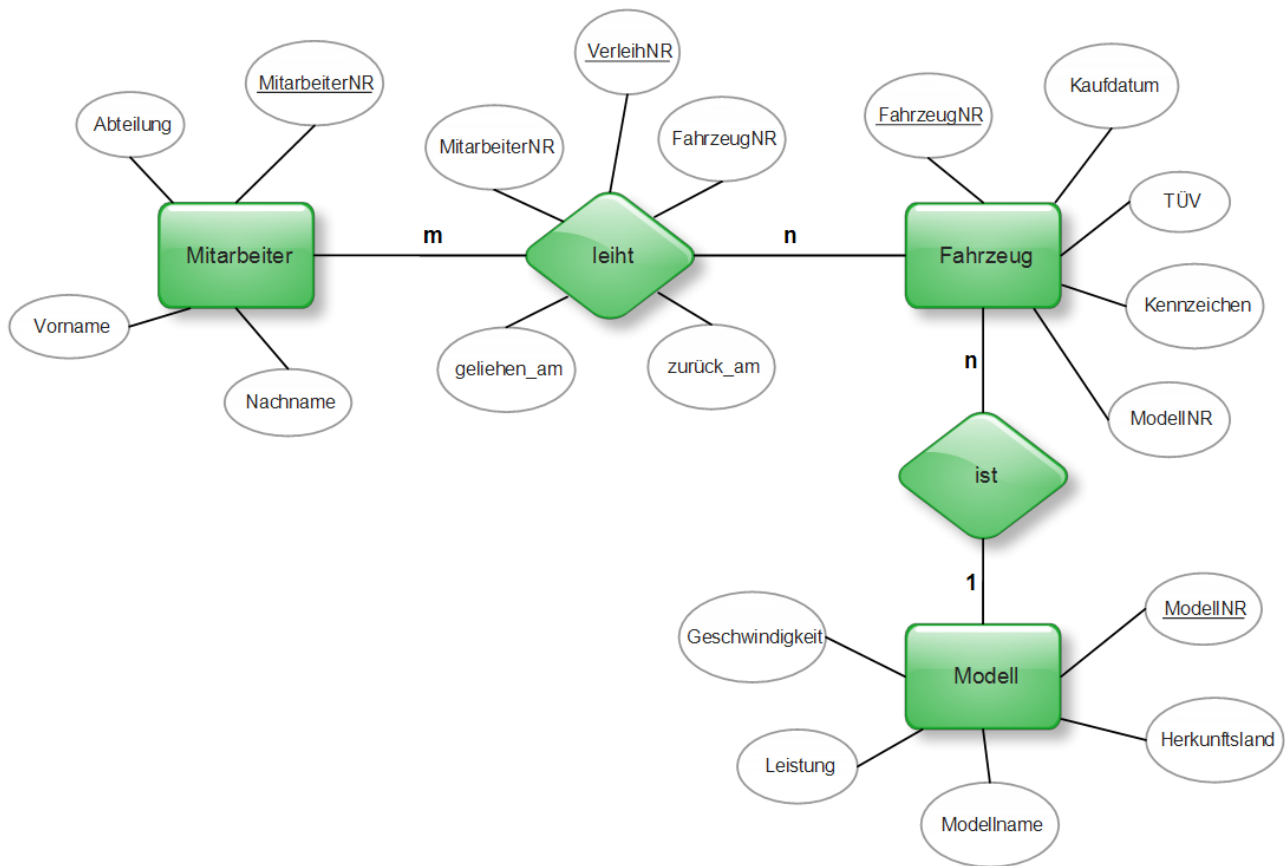 VerleihNR
MitarbeiterNR
Kaufdatum
FahrzeugNR
Abteilung
MitarbeiterNR
FahrzeugNR
TÜV
m
n
Mitarbeiter
leiht
Fahrzeug
Kennzeichen
Vorname
geliehen_am
zurück_am
n
Nachname
ModellNR
ist
1
ModellNR
Geschwindigkeit
Modell
Herkunftsland
Leistung
Modellname